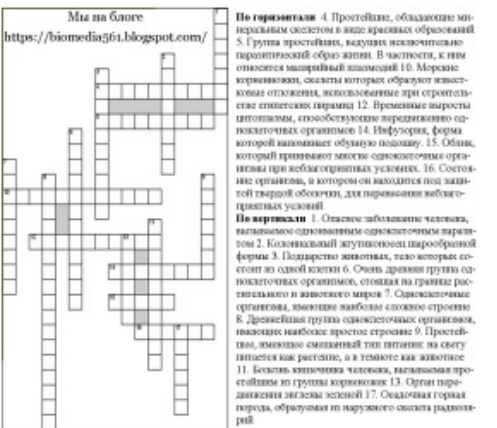 Мы на блоге
https://biomedia561.blogspot.com/
По горизонтали 4. Простейшие, обладающие ми-
неральным скелетом в виде красивых образований
5. Группа простейших, ведущих исключительно
паразитический образ жизни. В частности, к ним
относится малярийный плазмодий 10. Морские
корненожки, скелеты которых образуют извест-
ковые отложения, использованные при строитель-
стве египетских пирамид 12. Временные выросты
цитоплазмы, способствующие передвижению од-
ноклеточных организмов 14. Инфузория, форма
которой напоминает обувную подошву. 15. Облик,
который принимают многие одноклеточные орга-
низмы при неблагоприятных условиях. 16. Состоя-
ние организма, в котором он находится под защи-
той твердой оболочки, для перенесения неблаго-
приятных условий
По вертикали 1. Опасное заболевание человека,
вызываемое одноименным одноклеточным парази-
том 2. Колониальный жгутиконосец шарообразной
формы 3. Подцарство животных, тело которых со-
стоит из одной клетки 6. Очень древняя группа од-
ноклеточных организмов, стоящая на границе рас-
тительного и животного миров 7. Одноклеточные
организмы, имеющие наиболее сложное строение
8. Древнейшая группа одноклеточных организмов,
имеющих наиболее простое строение 9. Простей-
шее, имеющее смешанный тип питания: на свету
питается как растение, а в темноте как животное
11. Болезнь кишечника человека, вызываемая про-
стейшим из группы корненожек 13. Орган пере-
движения эвглены зеленой 17. Осадочная горная
порода, образуемая из наружного скелета радиоля-
рий